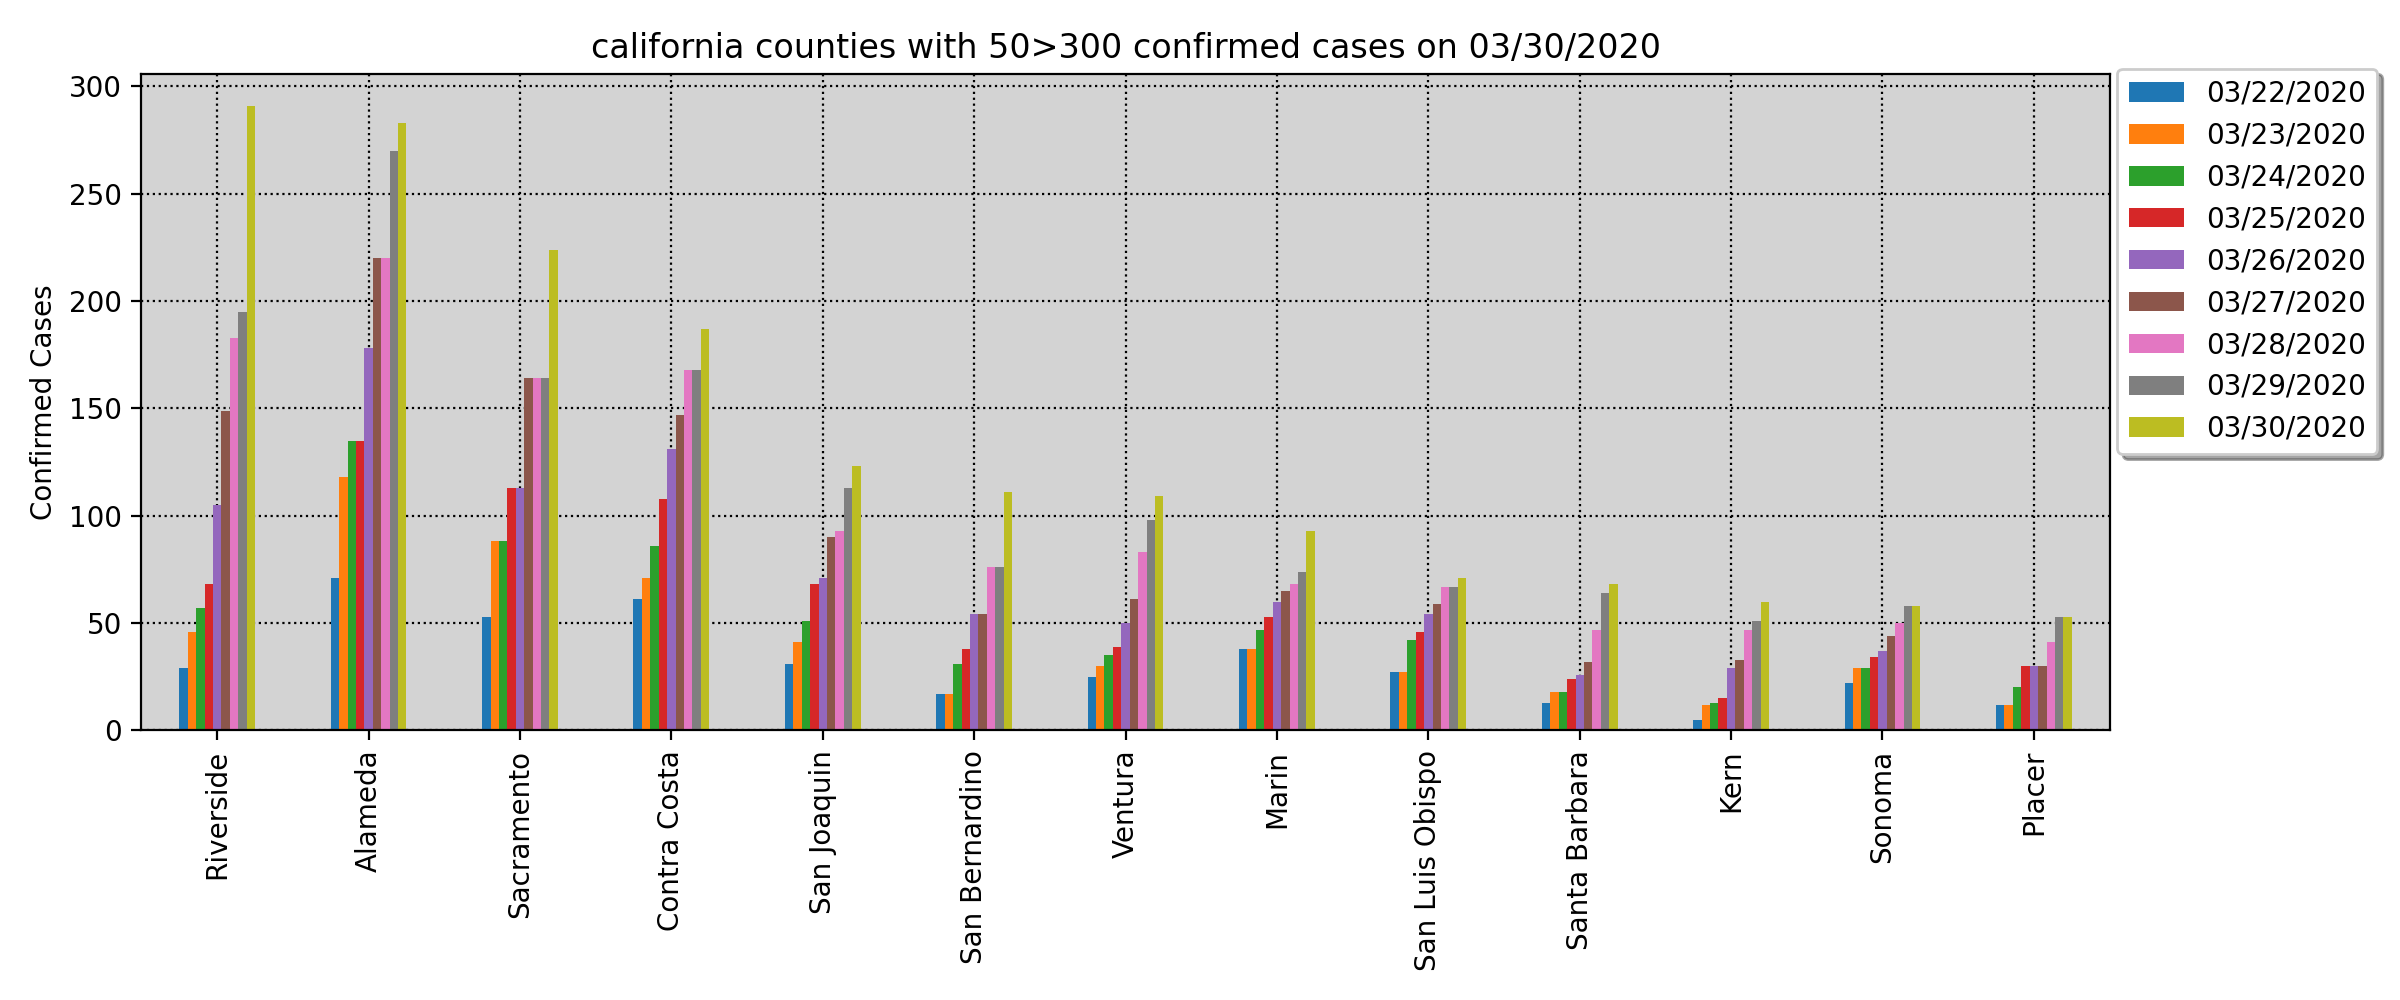 california counties with 50>300 confirmed cases on 03/30/2020
Confirmed Cases
300
250
200
150
100
50
0
Riverside
Alameda
Sacramento
Contra Costa
San Joaquin
San Bernardino
Ventura
Marin
San Luis Obispo
Santa Barbara
Kern
Sonoma
Placer
03/22/2020
03/23/2020
03/24/2020
03/25/2020
03/26/2020
03/27/2020
03/28/2020
03/29/2020
03/30/2020